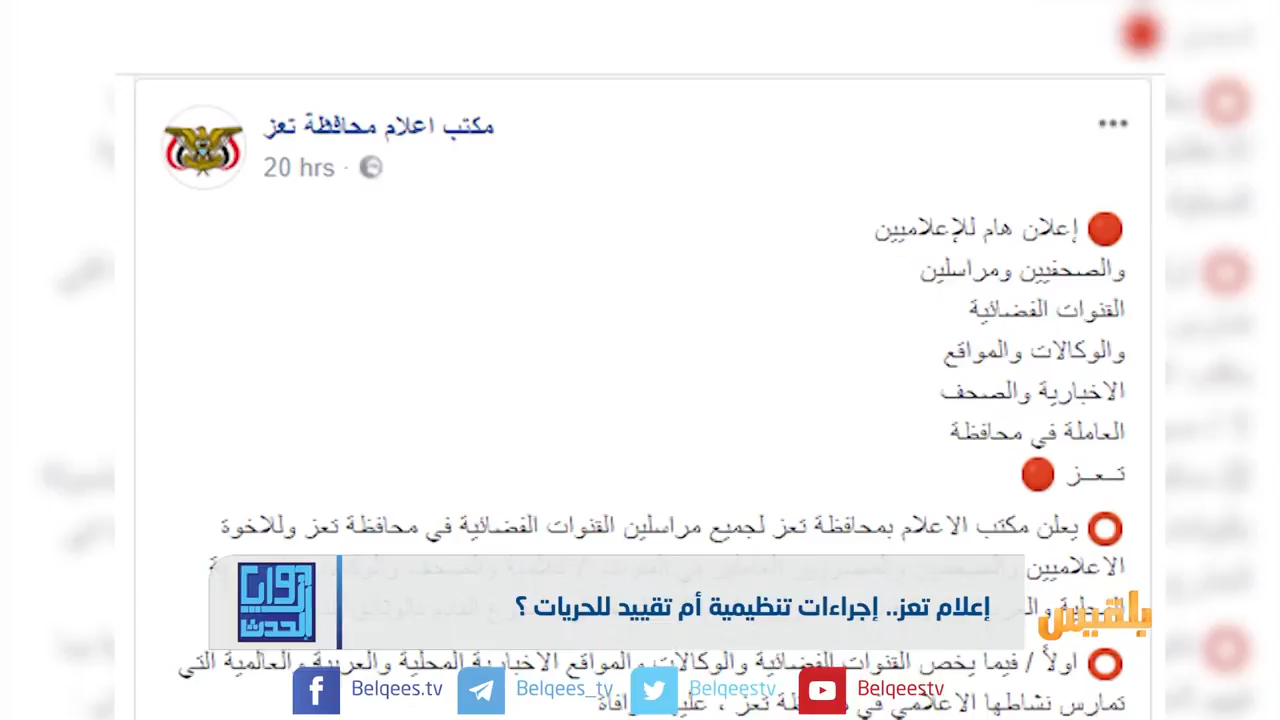 مكتب اعلام محافظة تعز
20 hrs ·
إعلان هام للإعلاميين
والصحفيين ومراسلين
القنوات الفضائية
والوكالات والمواقع
الاخبارية والصحف
العاملة في محافظة
تـعـز
يعلن مكتب الاعلام بمحافظة تعز لجميع مراسلين القنوات الفضائية في محافظة تعز وللاخوة
الاعلاميين
إعلام تعز.. إجراءات تنظيمية أم تقييد للحريات ؟
أبواب الحدث
بلقيس
اولاً / فيما يخص القنوات الفضائية والوكالات والمواقع الاخبارية المحلية والعربية والعالمية التي
تمارس نشاطها الاعلامي في محافظة تعز ،
Belqees.tv
Belqees_tv
Belqeestv
Belqeestv